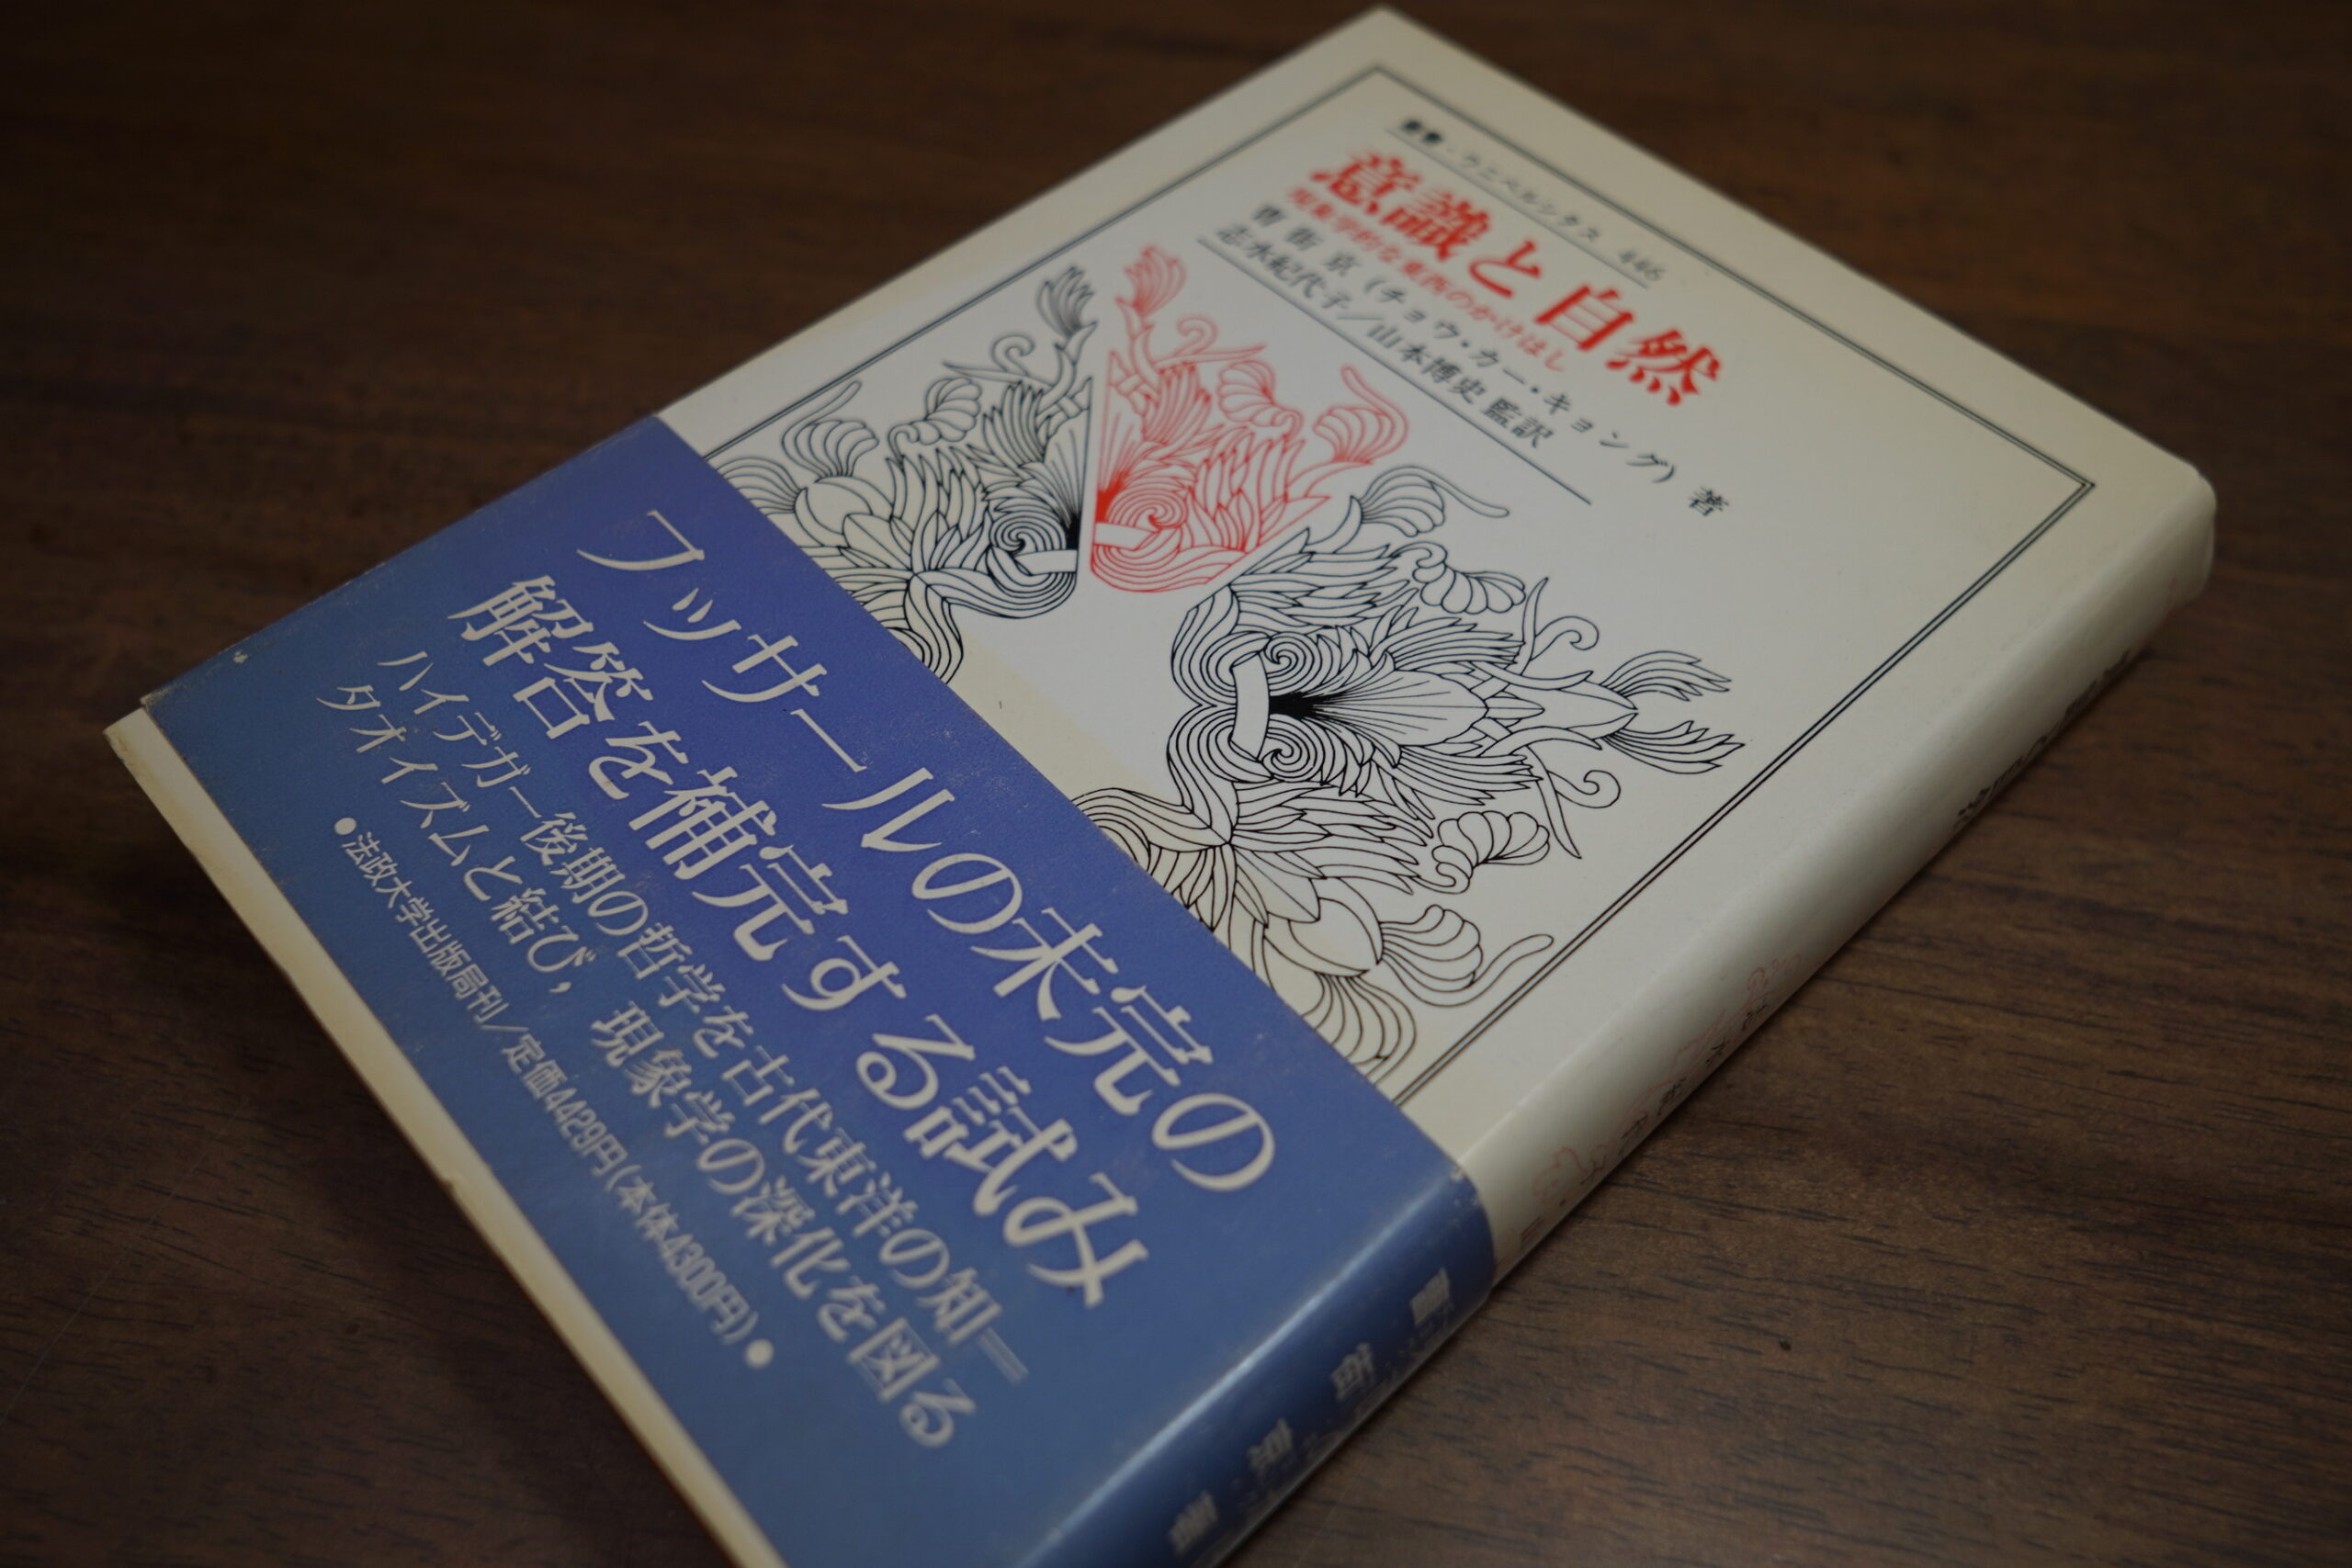 叢書・ウニベルシタス 446
意識と自然
現象学的な東西のかけはし
曹街京(チョウ・カー・キョング) 著
志水紀代子/山本博史 監訳
フッサールの未完の
解答を補完する試み
ハイデガー後期の哲学を古代東洋の知＝
タオイズムと結び，現象学の深化を図る
●法政大学出版局刊/定価4429円(本体4300円)●
曹街京著